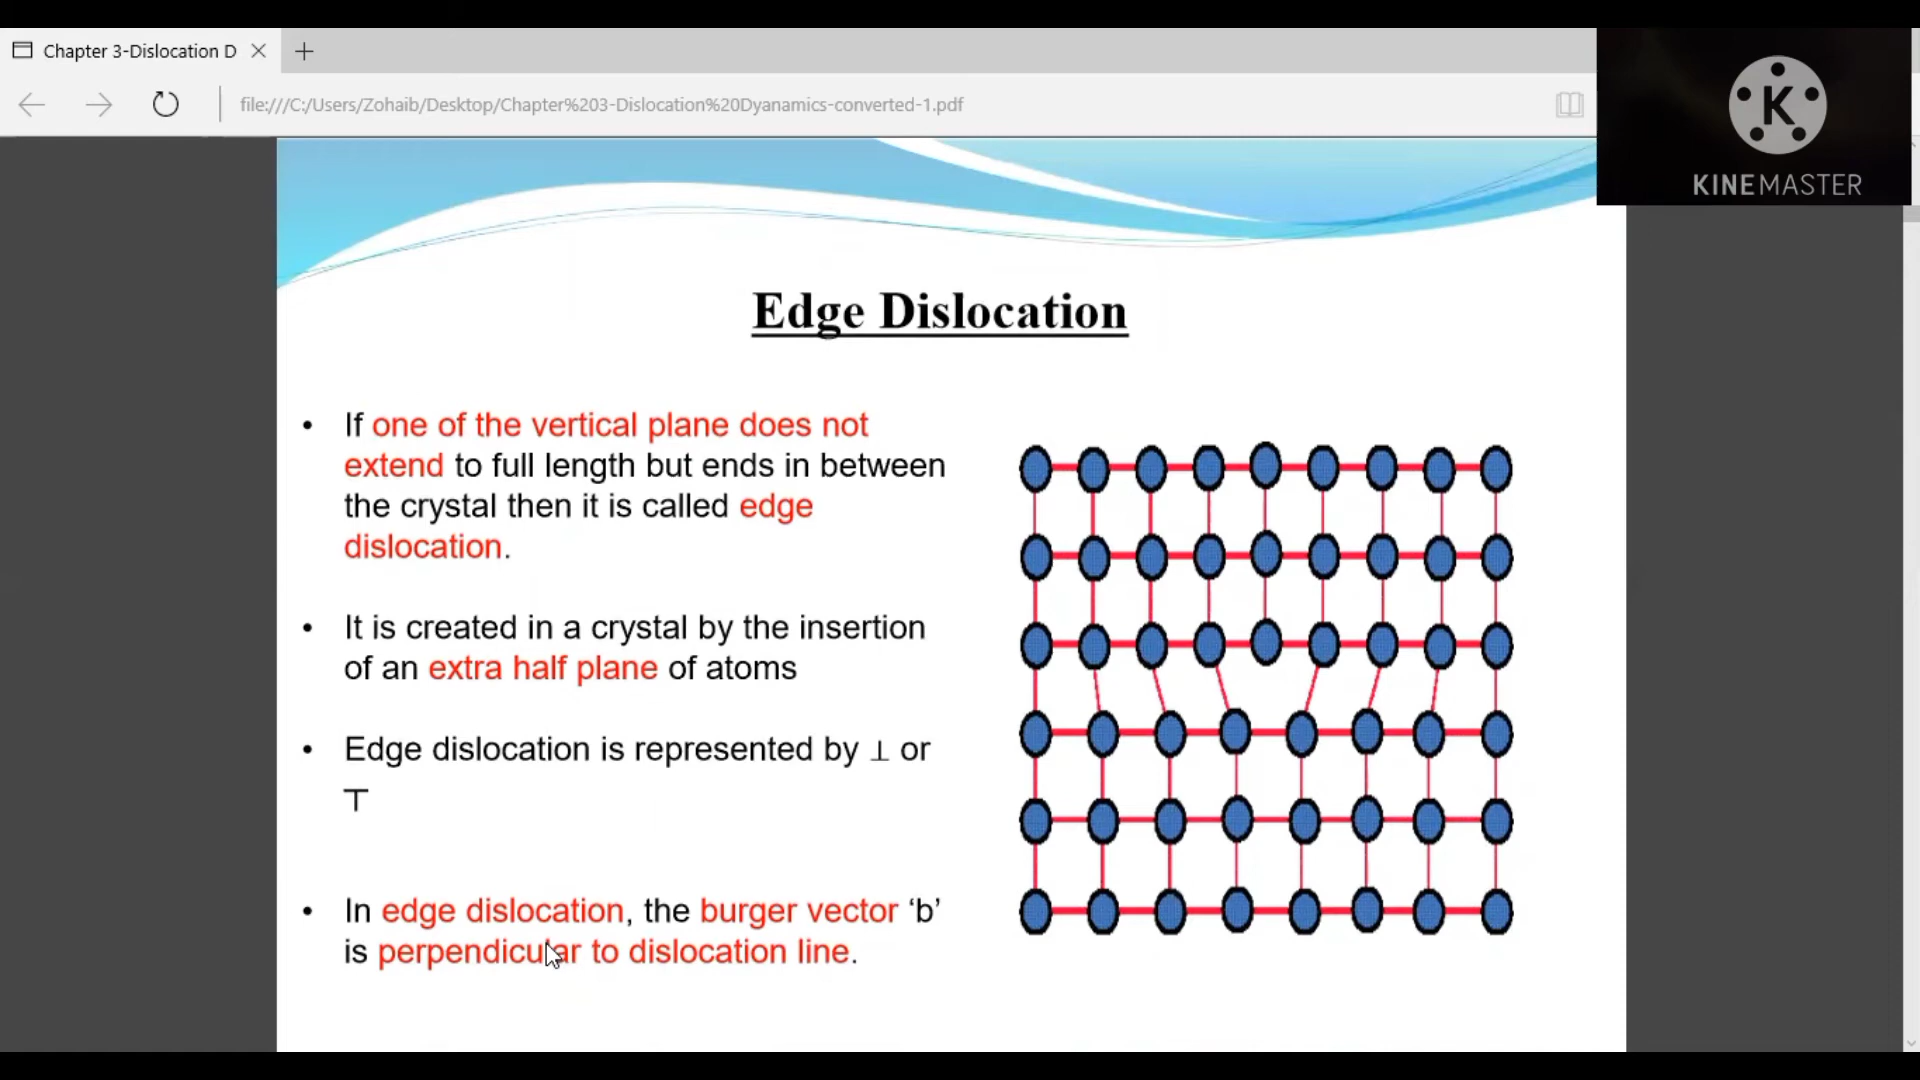 Chapter 3-Dislocation D
file:///C:/Users/Zohaib/Desktop/Chapter%203-Dislocation%20Dyanamics-converted-1.pdf
K
KINEMASTER
Edge Dislocation
• If one of the vertical plane does not
extend to full length but ends in between
the crystal then it is called edge
dislocation.
• It is created in a crystal by the insertion
of an extra half plane of atoms
• Edge dislocation is represented by ⊥ or
⊤
• In edge dislocation, the burger vector ‘b’
is perpendicular to dislocation line.